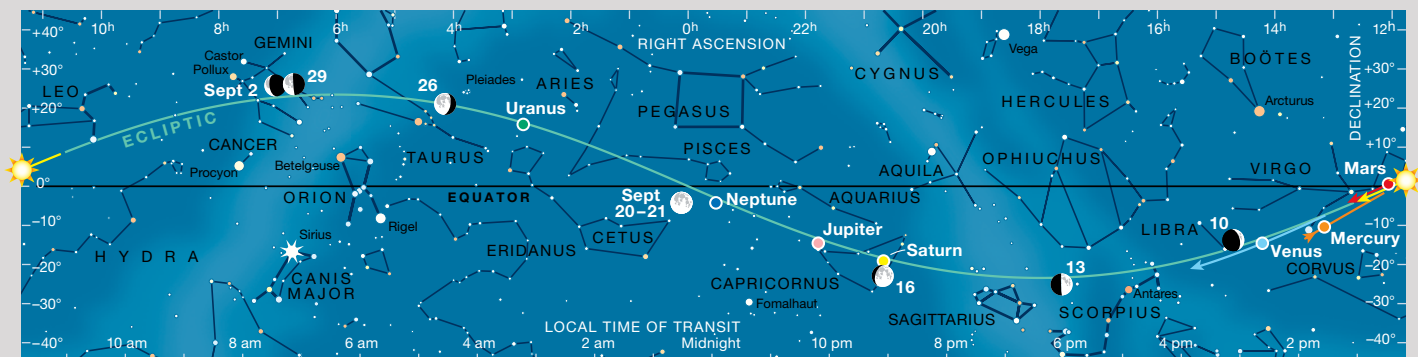 10h 8h 6h 4h 2h 0h 22h 20h 18h 16h 14h 12h
+40° RIGHT ASCENSION +40°
GEMINI
Castor
Pollux
Vega
BOÖTES
+30° +30°
DECLINATION
LEO
Sept 2
29
26
Pleiades
ARIES
CYGNUS
HERCULES
+20° +20°
ECLIPTIC
Uranus
PEGASUS
Arcturus
CANCER
Procyon
Betelgeuse
TAURUS
PISCES
AQUILA
OPHIUCHUS
VIRGO
+10°
Mars
0°
ORION
EQUATOR
Sept
20–21
Neptune
AQUARIUS
–10° –10°
Rigel
Sirius
CETUS
Jupiter
LIBRA
10
Mercury
HYDRA
ERIDANUS
Saturn
Venus
–20° –20°
CANIS
MAJOR
CAPRICORNUS
16
13
CORVUS
–30° –30°
Fomalhaut
SAGITTARIUS
Antares
SCORPIUS
LOCAL TIME OF TRANSIT
–40° 10 am 8 am 6 am 4 am 2 am Midnight 10 pm 8 pm 6 pm 4 pm 2 pm –40°